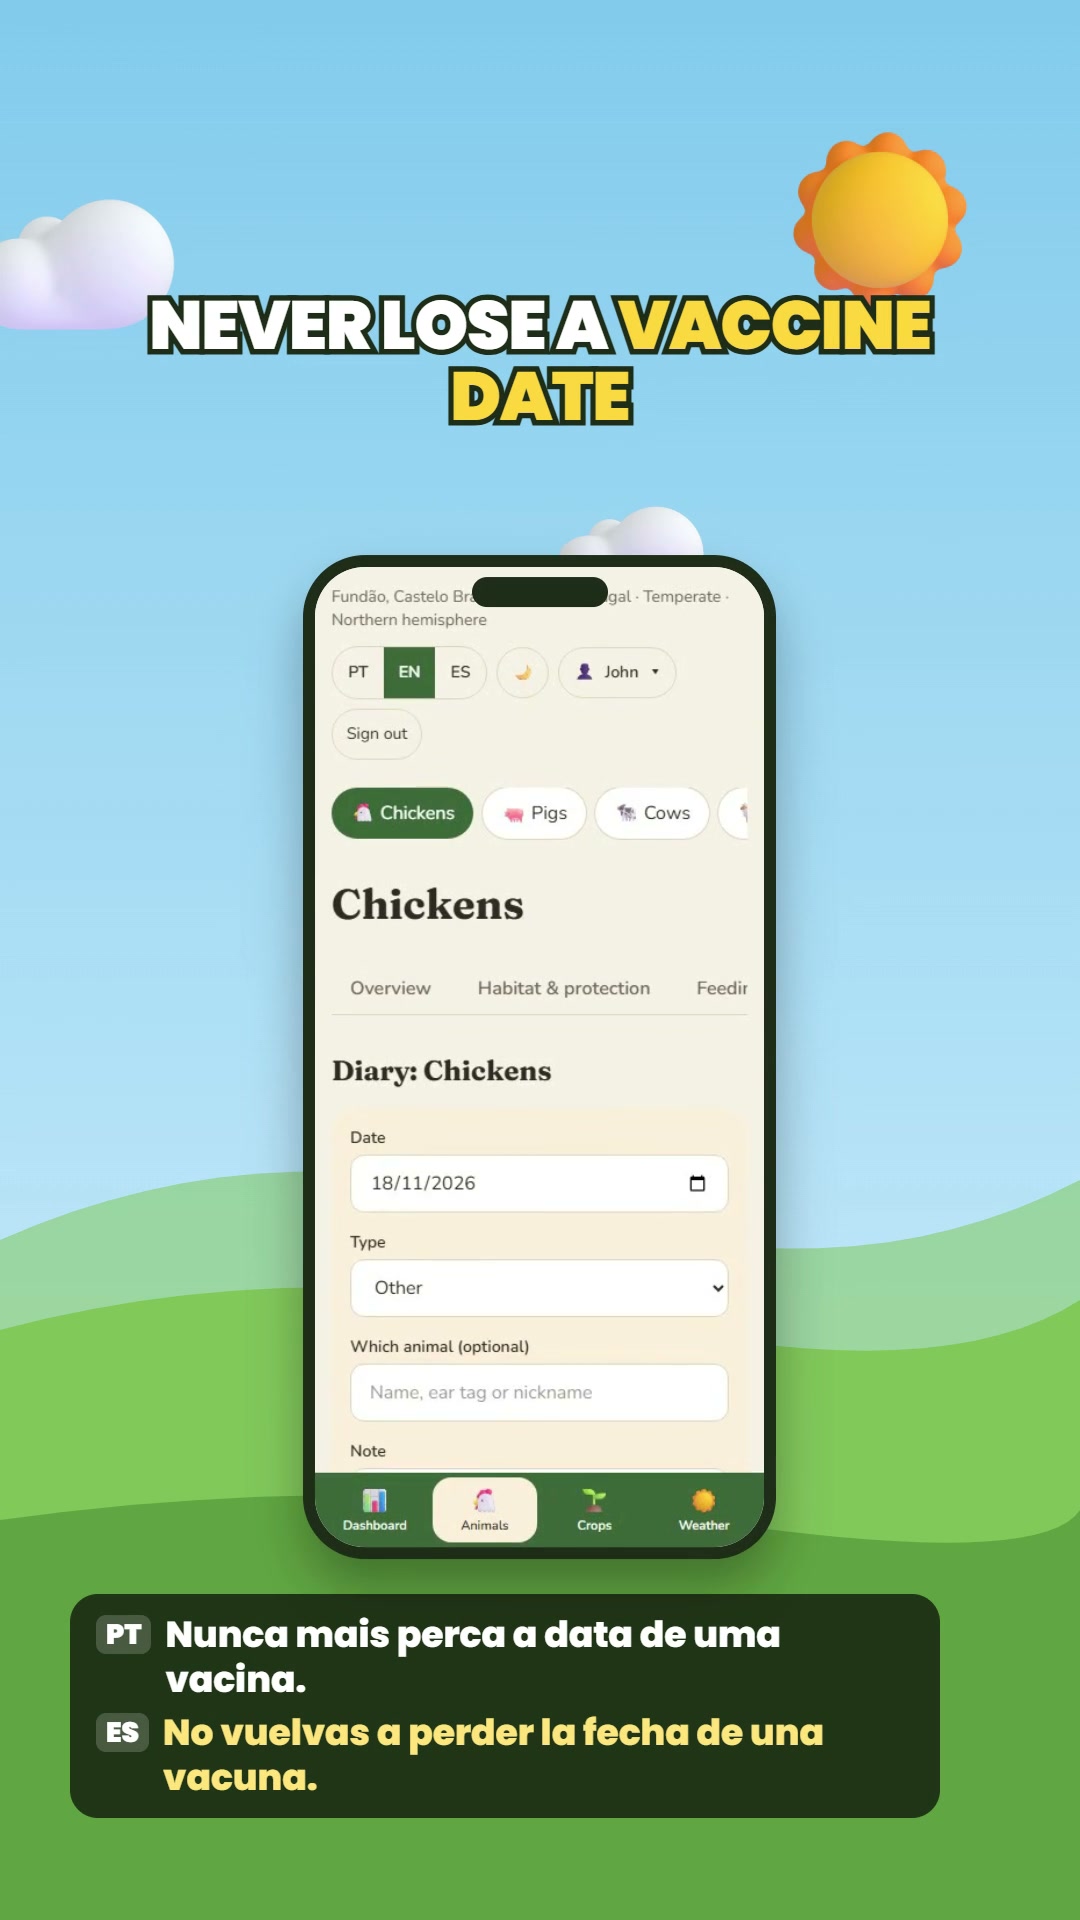 NEVER LOSE A VACCINE
DATE
Fundão, Castelo · Temperate ·
Northern hemisphere
PT EN ES John
Sign out
Chickens Pigs Cows
Chickens
Overview Habitat & protection
Diary: Chickens
Date
18/11/2026
Type
Other
Which animal (optional)
Name, ear tag or nickname
Note
Dashboard Animals Crops Weather
PT Nunca mais perca a data de uma
vacina.
ES No vuelvas a perder la fecha de una
vacuna.